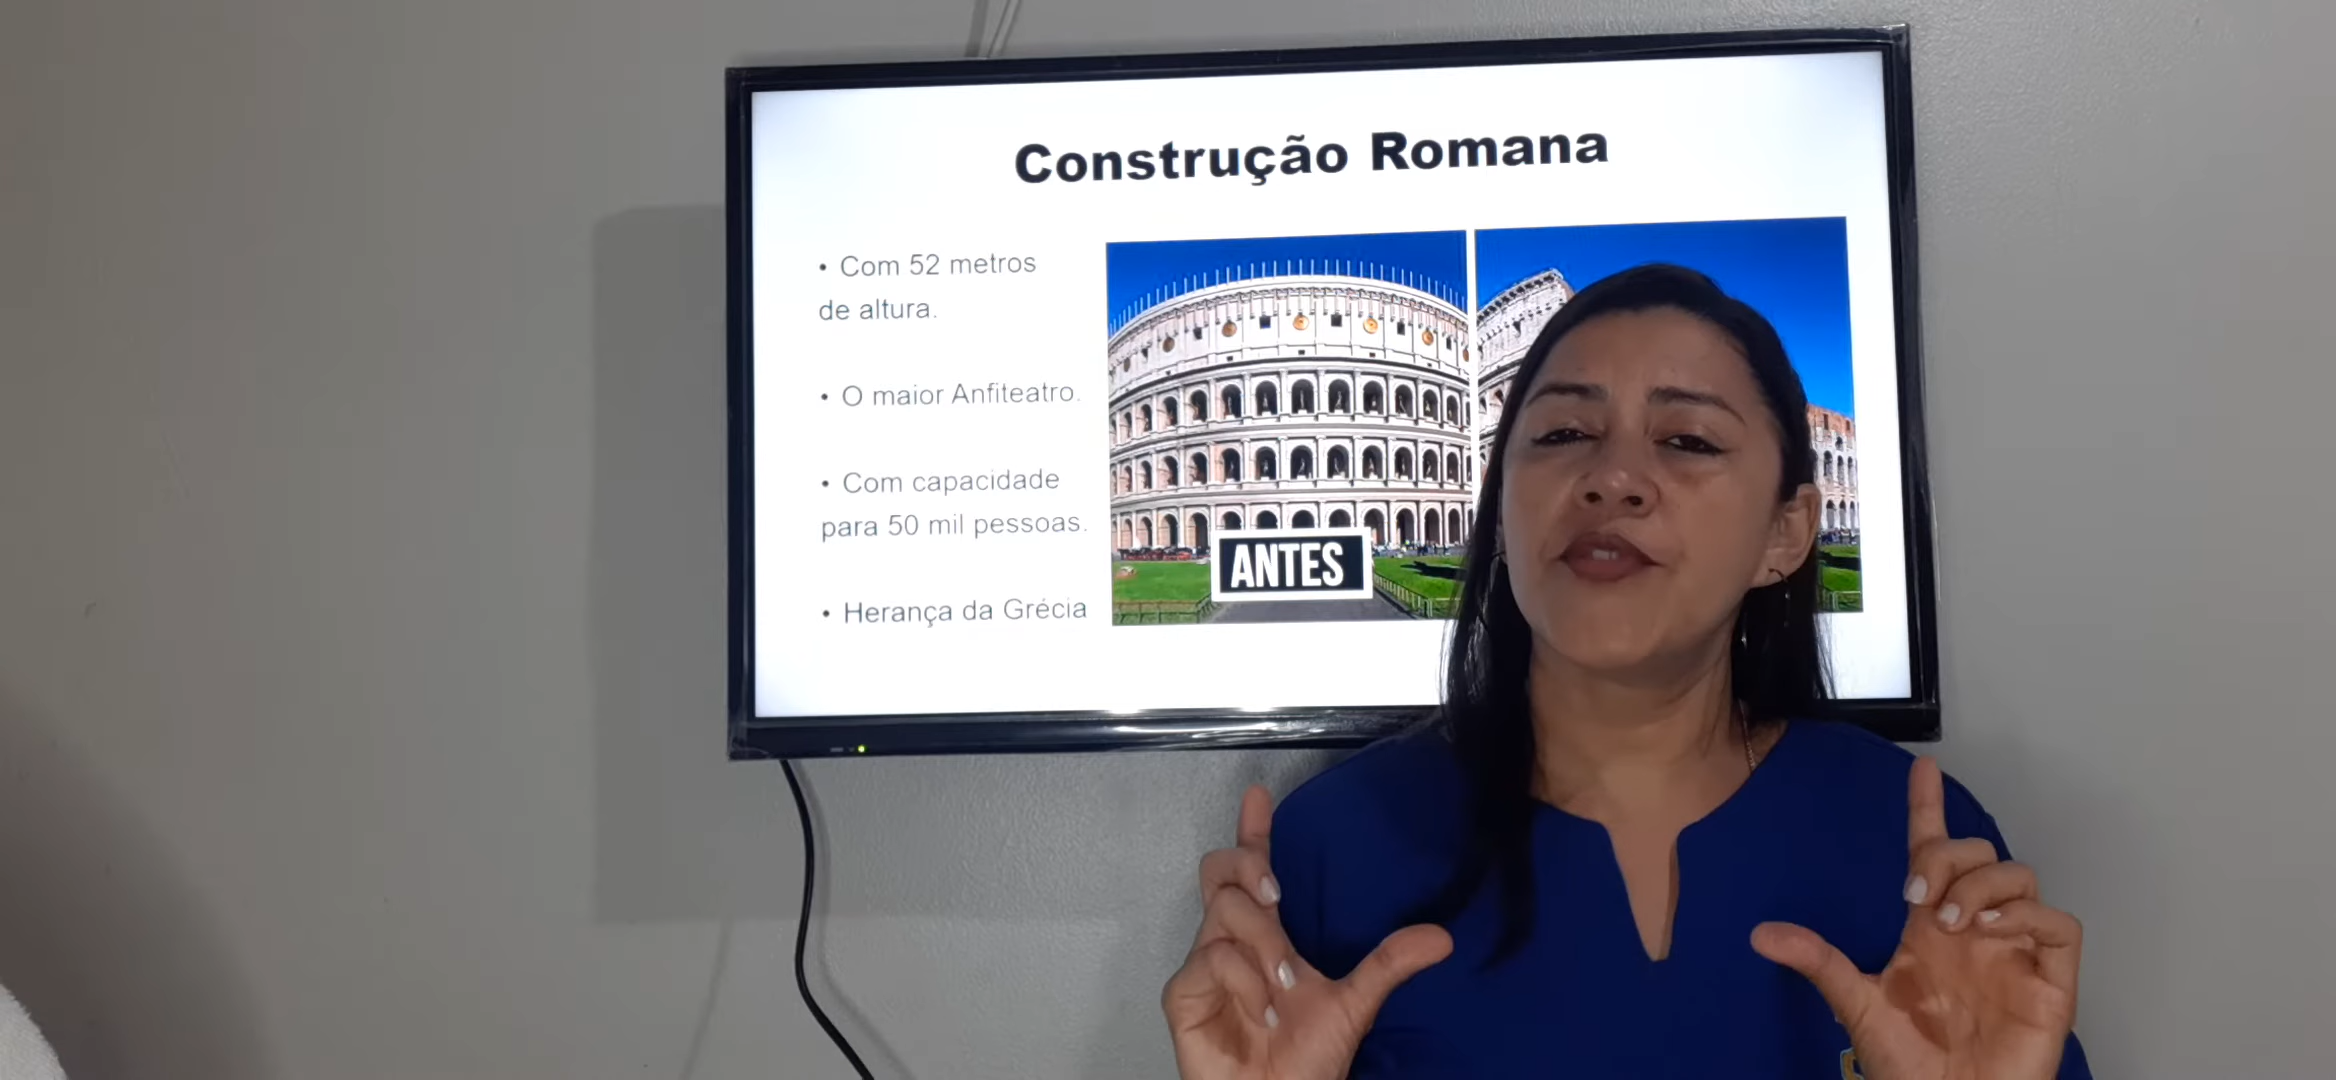 Construção Romana
• Com 52 metros
de altura.
• O maior Anfiteatro.
• Com capacidade
para 50 mil pessoas.
• Herança da Grécia
ANTES